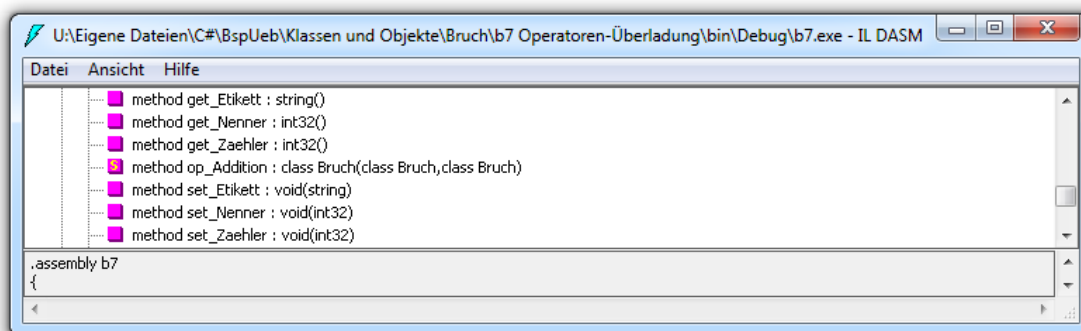 U:\Eigene Dateien\C#\BspUeb\Klassen und Objekte\Bruch\b7 Operatoren-Überladung\bin\Debug\b7.exe - IL DASM
Datei Ansicht Hilfe
method get_Etikett : string()
method get_Nenner : int32()
method get_Zaehler : int32()
S method op_Addition : class Bruch(class Bruch,class Bruch)
method set_Etikett : void(string)
method set_Nenner : void(int32)
method set_Zaehler : void(int32)
.assembly b7
{